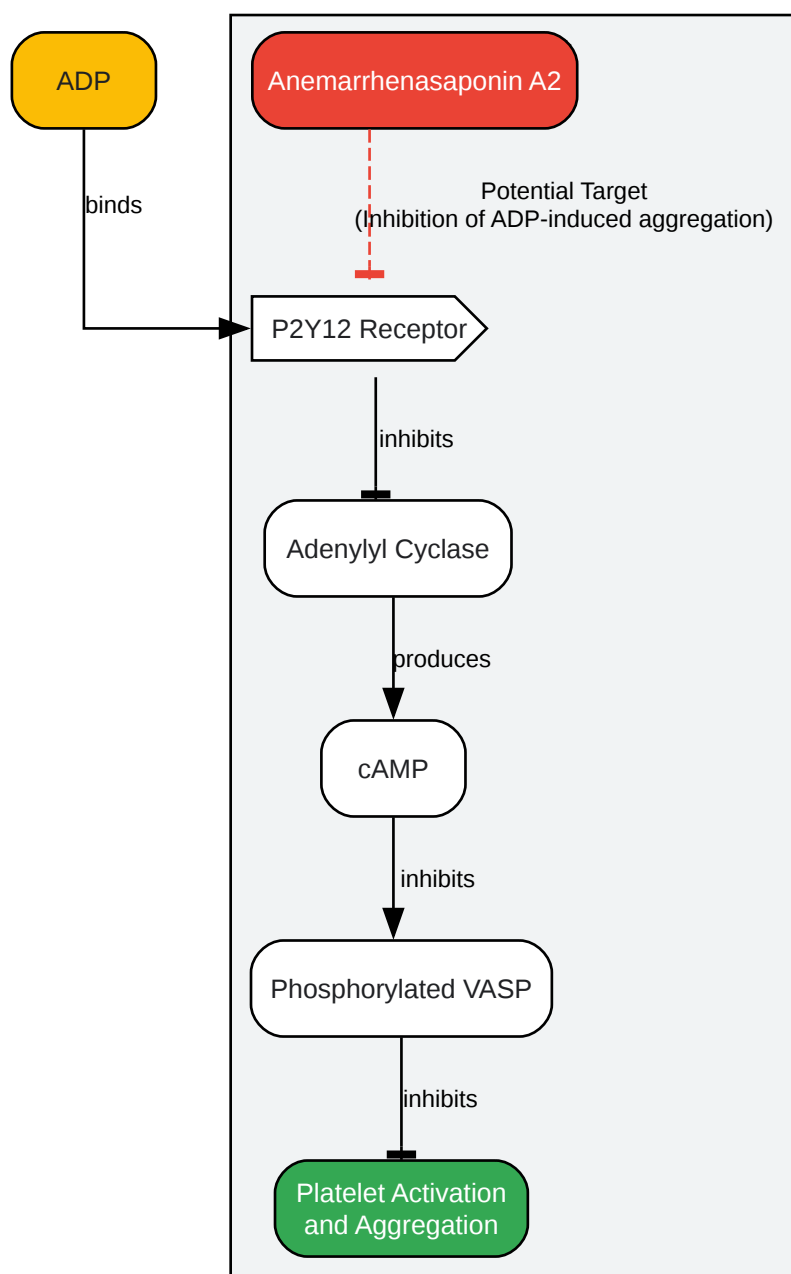 ADP
Anemarrhenasaponin A2
binds
Potential Target
(Inhibition of ADP-induced aggregation)
P2Y12 Receptor
inhibits
Adenylyl Cyclase
produces
cAMP
inhibits
Phosphorylated VASP
inhibits
Platelet Activation
and Aggregation